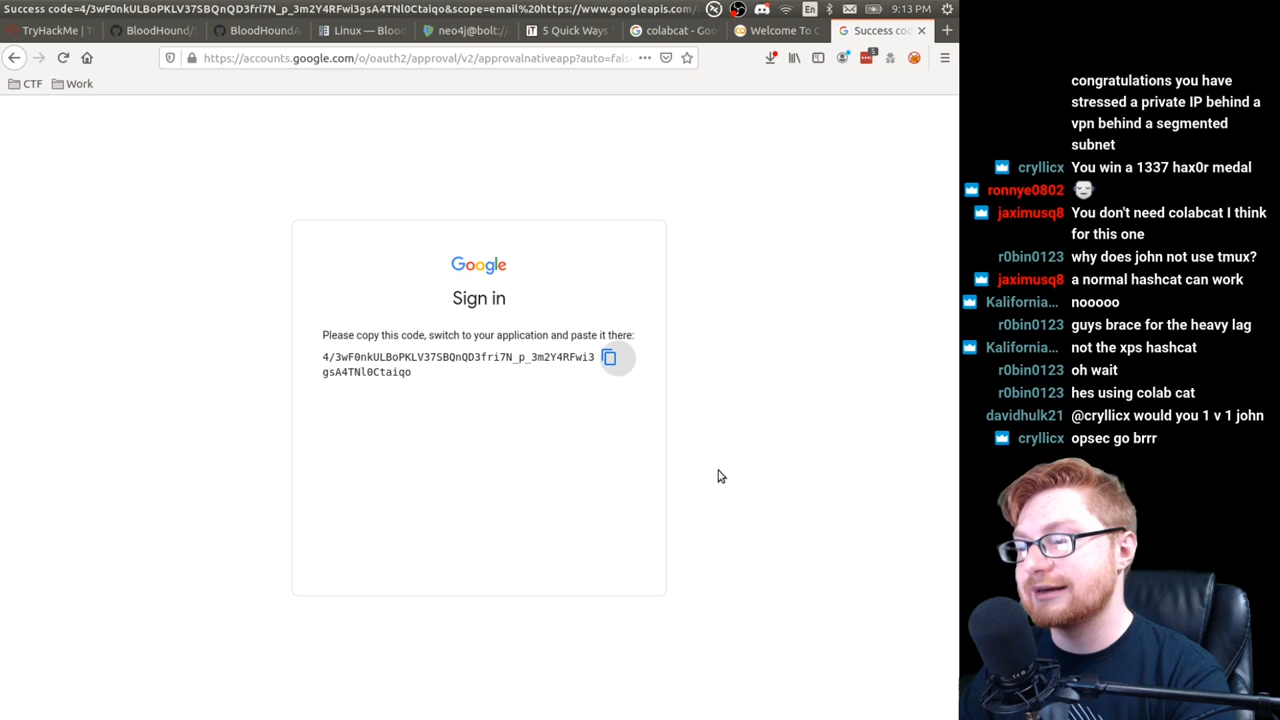 Success code=4/3wF0nkULBoPKLV37SBQnQD3fri7N_p_3m2Y4RFwi3gsA4TNl0Ctaiqo&scope=email%20https://www.googleapis.com/
En
9:13 PM
TryHackMe | T
BloodHound/
BloodHoundA
Linux — Bloo
neo4j@bolt:/
5 Quick Ways
colabcat - Goo
Welcome To C
Success co
https://accounts.google.com/o/oauth2/approval/v2/approvalnativeapp?auto=fals
CTF
Work
Google
Sign in
Please copy this code, switch to your application and paste it there:
4/3wF0nkULBoPKLV37SBQnQD3fri7N_p_3m2Y4RFwi3
gsA4TNl0Ctaiqo
congratulations you have
stressed a private IP behind a
vpn behind a segmented
subnet
cryllicx You win a 1337 hax0r medal
ronnye0802
jaximusq8 You don't need colabcat I think
for this one
r0bin0123 why does john not use tmux?
jaximusq8 a normal hashcat can work
Kalifornia... nooooo
r0bin0123 guys brace for the heavy lag
Kalifornia... not the xps hashcat
r0bin0123 oh wait
r0bin0123 hes using colab cat
davidhulk21 @cryllicx would you 1 v 1 john
cryllicx opsec go brrr